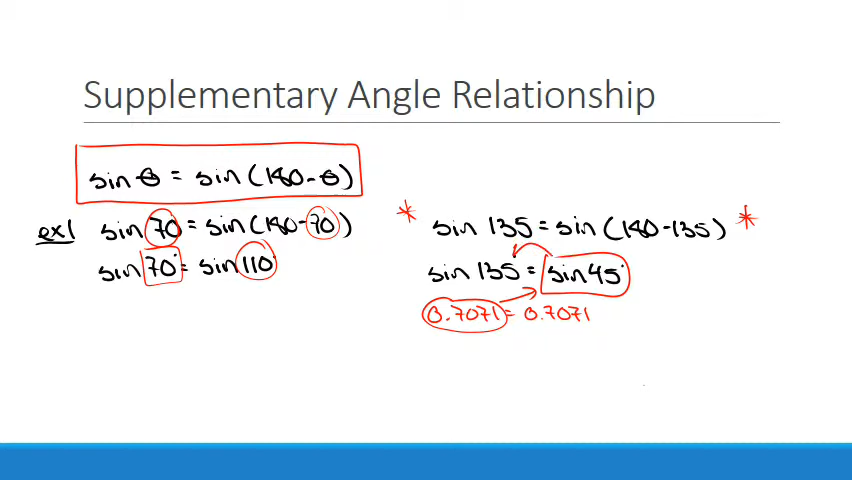 Supplementary Angle Relationship
sin θ = sin(180-θ)
ex1 sin 70 = sin(180-70)
sin 70° = sin 110°
* sin 135 = sin(180-135) *
sin 135° = sin 45°
0.7071 = 0.7071